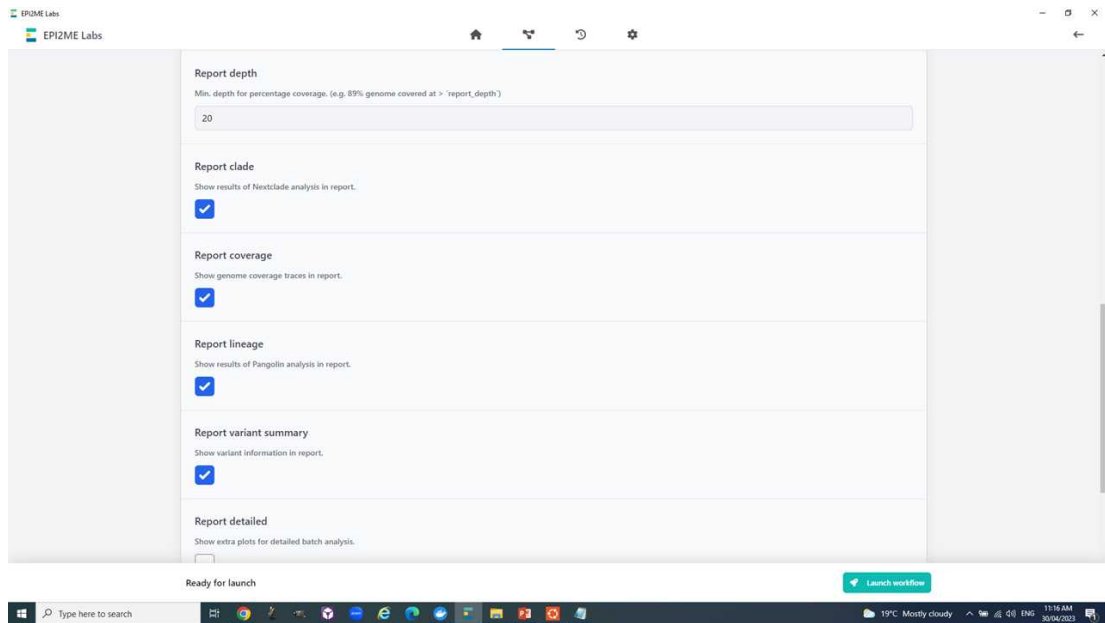 EPI2ME Labs
EPI2ME Labs
Report depth
Min. depth for percentage coverage. (e.g. 89% genome covered at > `report_depth`)
20
Report clade
Show results of Nextclade analysis in report.
Report coverage
Show genome coverage traces in report.
Report lineage
Show results of Pangolin analysis in report.
Report variant summary
Show variant information in report.
Report detailed
Show extra plots for detailed batch analysis.
Ready for launch
Launch workflow
Type here to search
19°C Mostly cloudy
ENG
11:16 AM
30/04/2023